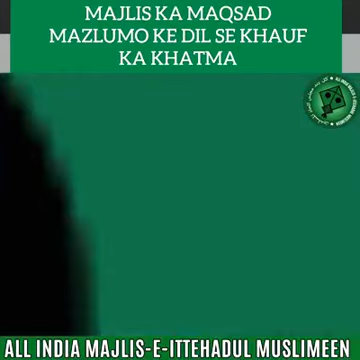 MAJLIS KA MAQSAD
MAZLUMO KE DIL SE KHAUF
KA KHATMA
ALL INDIA MAJLIS-E-ITTEHADUL MUSLIMEEN